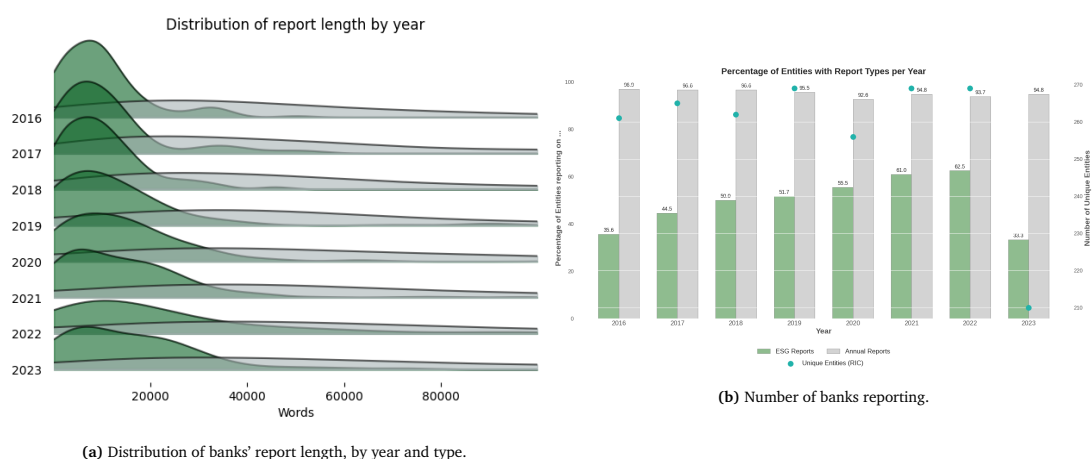 Distribution of report length by year
2016
2017
2018
2019
2020
2021
2022
2023
20000 40000 60000 80000
Words
(a) Distribution of banks' report length, by year and type.
Percentage of Entities with Report Types per Year
Percentage of Entities reporting on ...
100
80
60
40
20
0
35.6 44.5 50.0 51.7 55.5 61.0 62.5 33.3
96.6 96.6 95.5 92.6 94.8 93.7 94.8
270
260
250
240
230
220
210
Number of Unique Entities
2016 2017 2018 2019 2020 2021 2022 2023
Year
ESG Reports Annual Reports
Unique Entities (RIC)
(b) Number of banks reporting.